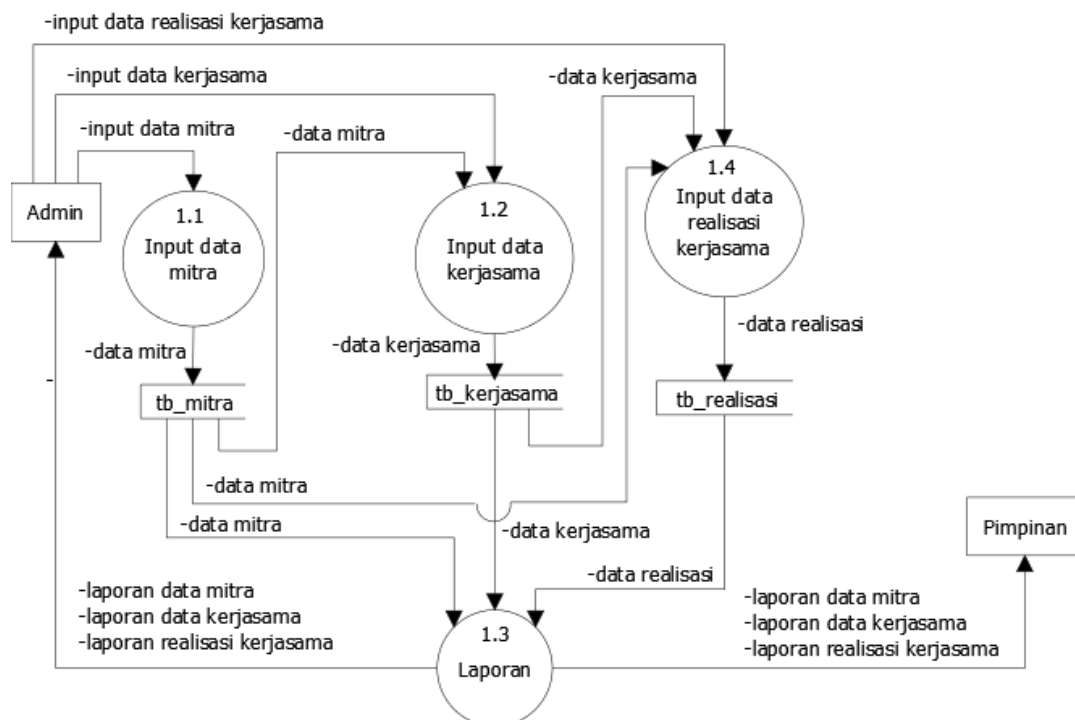 -input data realisasi kerjasama
-input data kerjasama
-data kerjasama
-input data mitra
-data mitra
Admin
1.1
Input data
mitra
1.2
Input data
kerjasama
1.4
Input data
realisasi
kerjasama
-data mitra
-data kerjasama
-data realisasi
-
tb_mitra
tb_kerjasama
tb_realisasi
-data mitra
-data mitra
-data kerjasama
Pimpinan
-data realisasi
-laporan data mitra
-laporan data kerjasama
-laporan realisasi kerjasama
1.3
Laporan
-laporan data mitra
-laporan data kerjasama
-laporan realisasi kerjasama